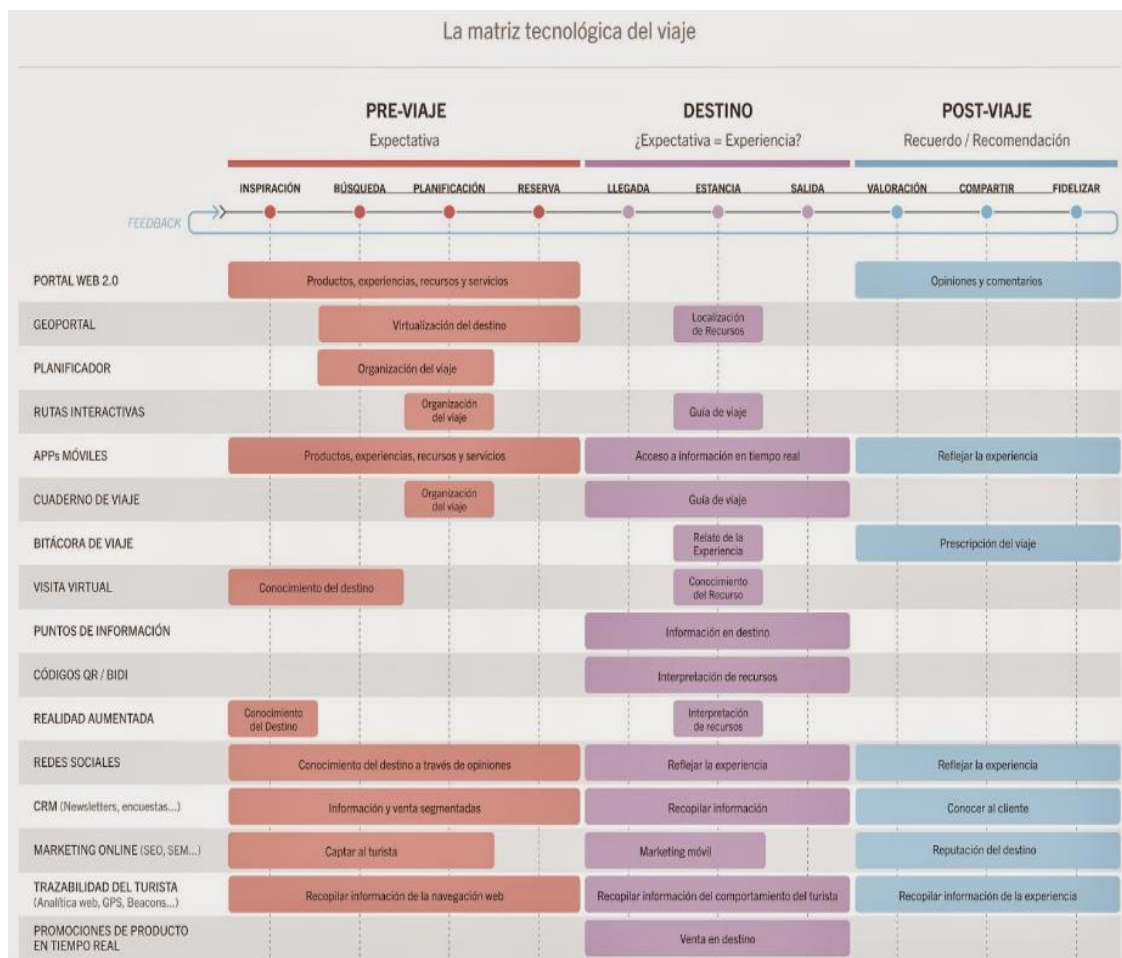 La matriz tecnológica del viaje
PRE-VIAJE
Expectativa
DESTINO
¿Expectativa = Experiencia?
POST-VIAJE
Recuerdo / Recomendación
INSPIRACIÓN BÚSQUEDA PLANIFICACIÓN RESERVA LLEGADA ESTANCIA SALIDA VALORACIÓN COMPARTIR FIDELIZAR
FEEDBACK
PORTAL WEB 2.0
Productos, experiencias, recursos y servicios
Opiniones y comentarios
GEOPORTAL
Virtualización del destino
Localización
de Recursos
PLANIFICADOR
Organización del viaje
RUTAS INTERACTIVAS
Organización
del viaje
Guía de viaje
APPs MÓVILES
Productos, experiencias, recursos y servicios
Acceso a información en tiempo real
Reflejar la experiencia
CUADERNO DE VIAJE
Organización
del viaje
Guía de viaje
BITÁCORA DE VIAJE
Relato de la
Experiencia
Prescripción del viaje
VISITA VIRTUAL
Conocimiento del destino
Conocimiento
del Recurso
PUNTOS DE INFORMACIÓN
Información en destino
CÓDIGOS QR / BIDI
Interpretación de recursos
REALIDAD AUMENTADA
Conocimiento
del Destino
Interpretación
de recursos
REDES SOCIALES
Conocimiento del destino a través de opiniones
Reflejar la experiencia
Reflejar la experiencia
CRM (Newsletters, encuestas...)
Información y venta segmentadas
Recopilar información
Conocer al cliente
MARKETING ONLINE (SEO, SEM...)
Captar al turista
Marketing móvil
Reputación del destino
TRAZABILIDAD DEL TURISTA
(Analítica web, GPS, Beacons...)
Recopilar información de la navegación web
Recopilar información del comportamiento del turista
Recopilar información de la experiencia
PROMOCIONES DE PRODUCTO
EN TIEMPO REAL
Venta en destino